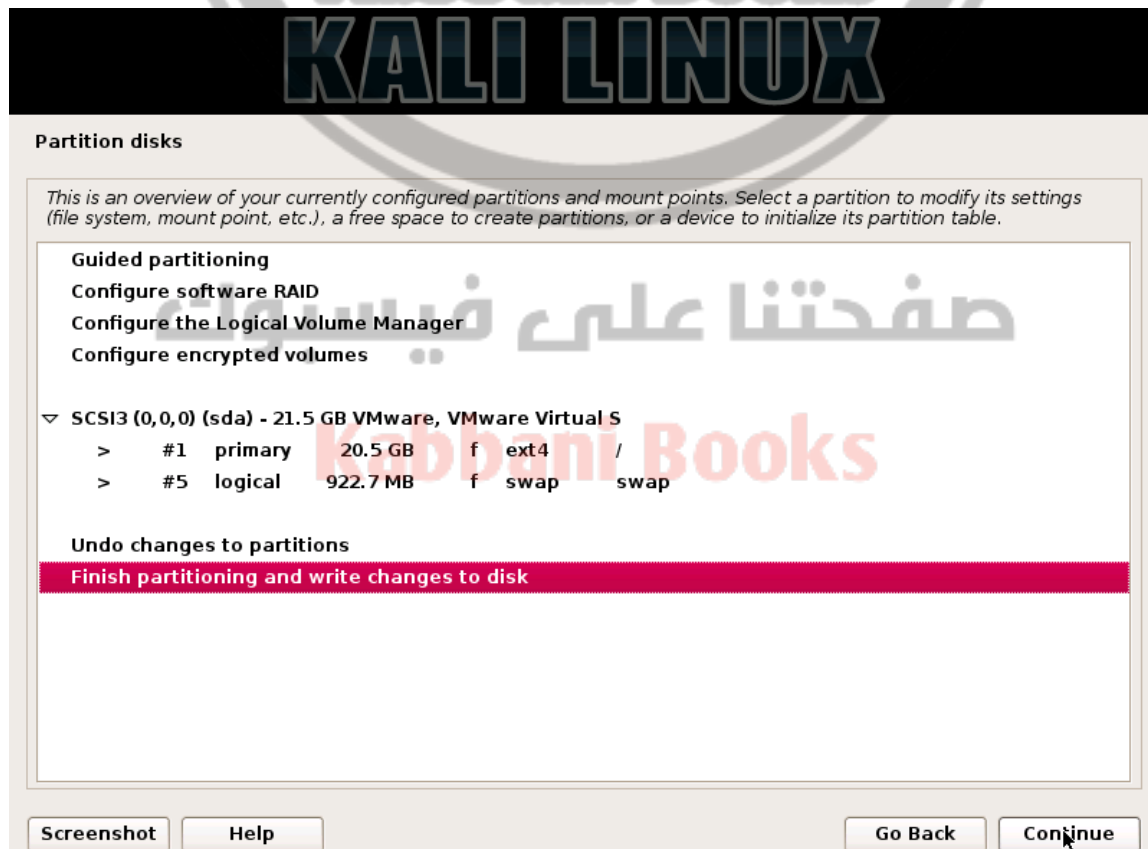 KALI LINUX
Partition disks
This is an overview of your currently configured partitions and mount points. Select a partition to modify its settings
(file system, mount point, etc.), a free space to create partitions, or a device to initialize its partition table.
Guided partitioning
Configure software RAID
Configure the Logical Volume Manager
صفحتنا على فيسبوك
Configure encrypted volumes
▽ SCSI3 (0,0,0) (sda) - 21.5 GB VMware, VMware Virtual S
> #1 primary 20.5 GB f ext4 /
Kabbani Books
> #5 logical 922.7 MB f swap swap
Undo changes to partitions
Finish partitioning and write changes to disk
Screenshot Help Go Back Continue